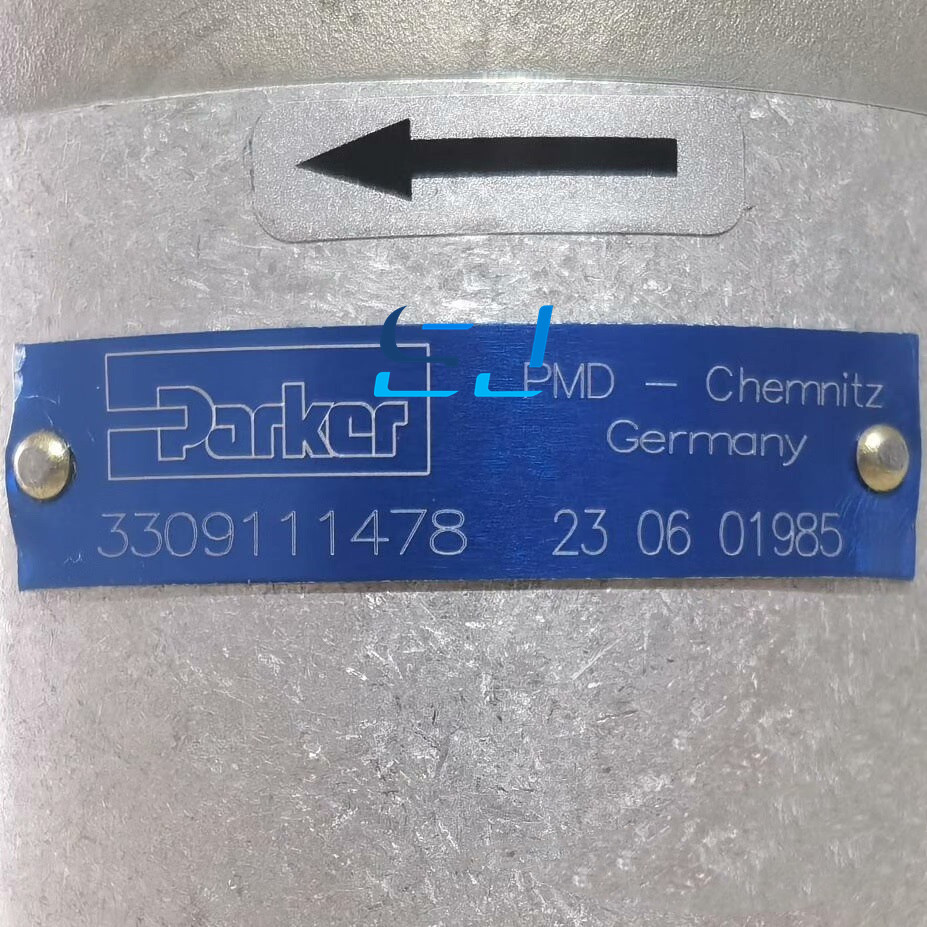 Parker
PMD - Chemnitz
Germany
3309111478 23 06 01985